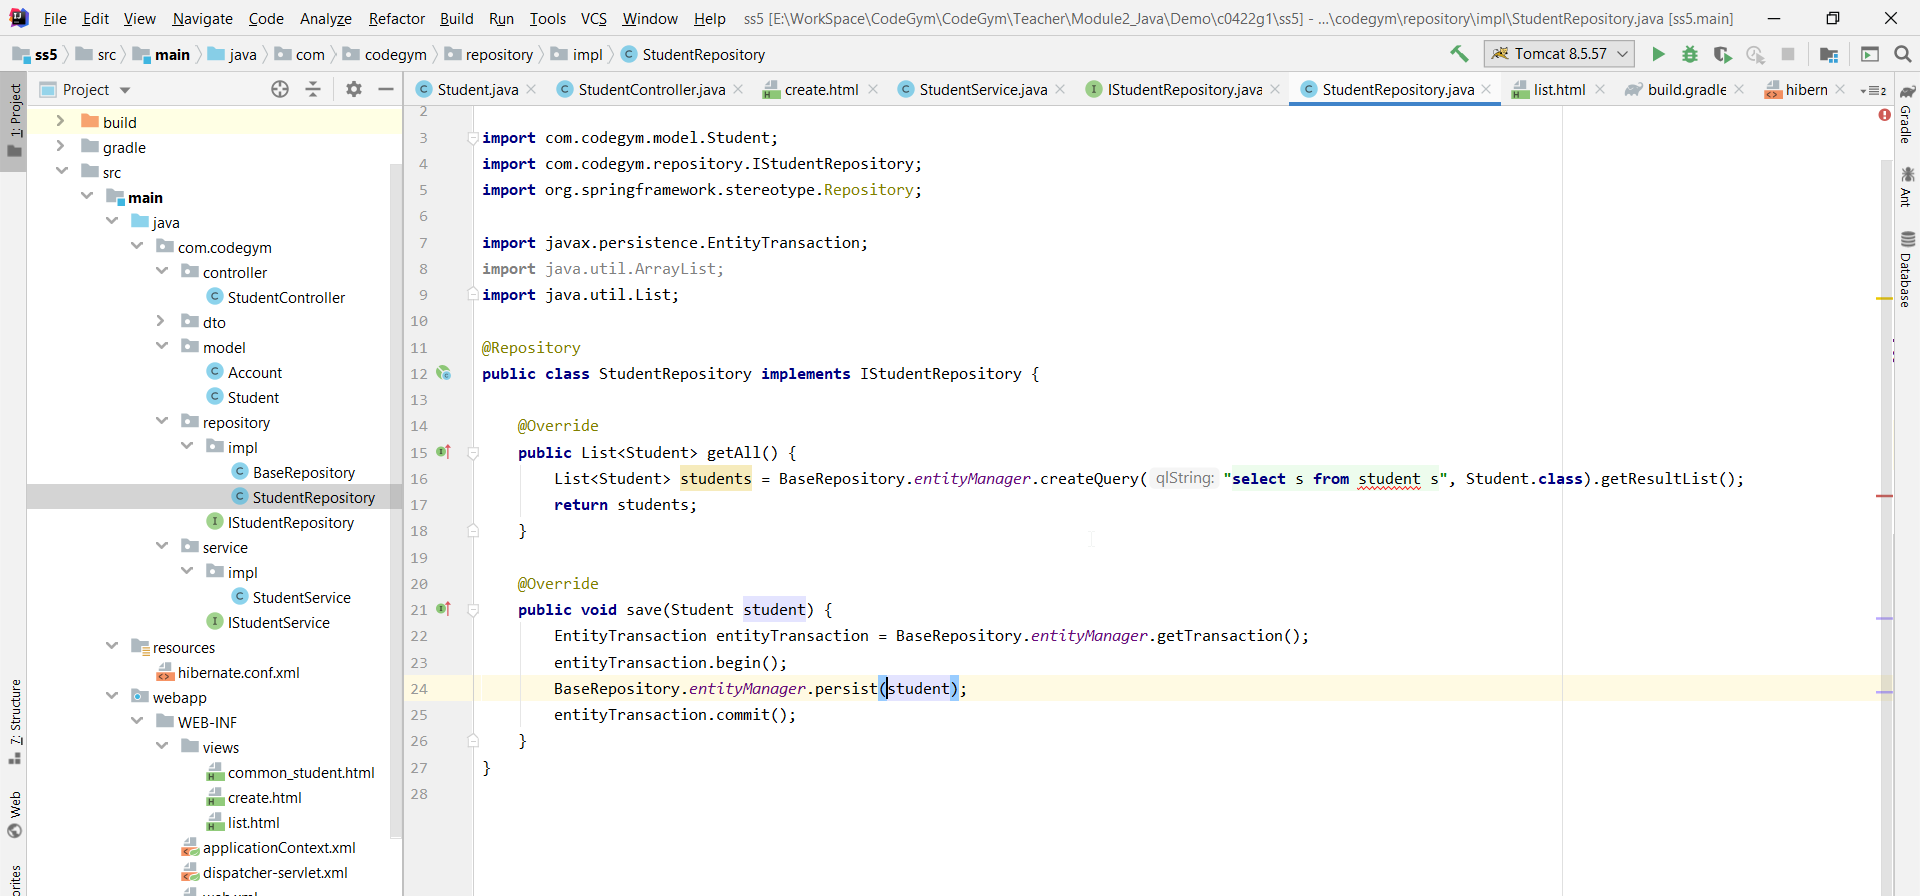 File Edit View Navigate Code Analyze Refactor Build Run Tools VCS Window Help ss5 [E:\WorkSpace\CodeGym\CodeGym\Teacher\Module2_Java\Demo\c0422g1\ss5] - ...\codegym\repository\impl\StudentRepository.java [ss5.main]
ss5 src main java com codegym repository impl StudentRepository Tomcat 8.5.57
Project
Student.java StudentController.java create.html StudentService.java IStudentRepository.java StudentRepository.java list.html build.gradle hibern 2
1: Project
7: Structure
Web
build
gradle
src
main
java
com.codegym
controller
StudentController
dto
model
Account
Student
repository
impl
BaseRepository
StudentRepository
IStudentRepository
service
impl
StudentService
IStudentService
resources
hibernate.conf.xml
webapp
WEB-INF
views
common_student.html
create.html
list.html
applicationContext.xml
dispatcher-servlet.xml
2
3 import com.codegym.model.Student;
4 import com.codegym.repository.IStudentRepository;
5 import org.springframework.stereotype.Repository;
6
7 import javax.persistence.EntityTransaction;
8 import java.util.ArrayList;
9 import java.util.List;
10
11 @Repository
12 public class StudentRepository implements IStudentRepository {
13
14 @Override
15 public List<Student> getAll() {
16 List<Student> students = BaseRepository.entityManager.createQuery( qlString: "select s from student s", Student.class).getResultList();
17 return students;
18 }
19
20 @Override
21 public void save(Student student) {
22 EntityTransaction entityTransaction = BaseRepository.entityManager.getTransaction();
23 entityTransaction.begin();
24 BaseRepository.entityManager.persist(student);
25 entityTransaction.commit();
26 }
27 }
28
Gradle
Ant
Database